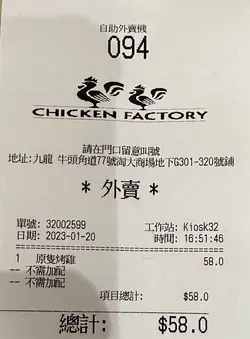 自助外賣機
094
CHICKEN FACTORY
請在門口留意叫號
地址:九龍 牛頭角道77號淘大商場地下G301-320號鋪
* 外賣 *
單號: 32002599 工作站: Kiosk32
日期: 2023-01-20 時間: 16:51:46
1 原隻烤雞 58.0
-- 不需加配
-- 不需加配
項目總計: $58.0
總計: $58.0